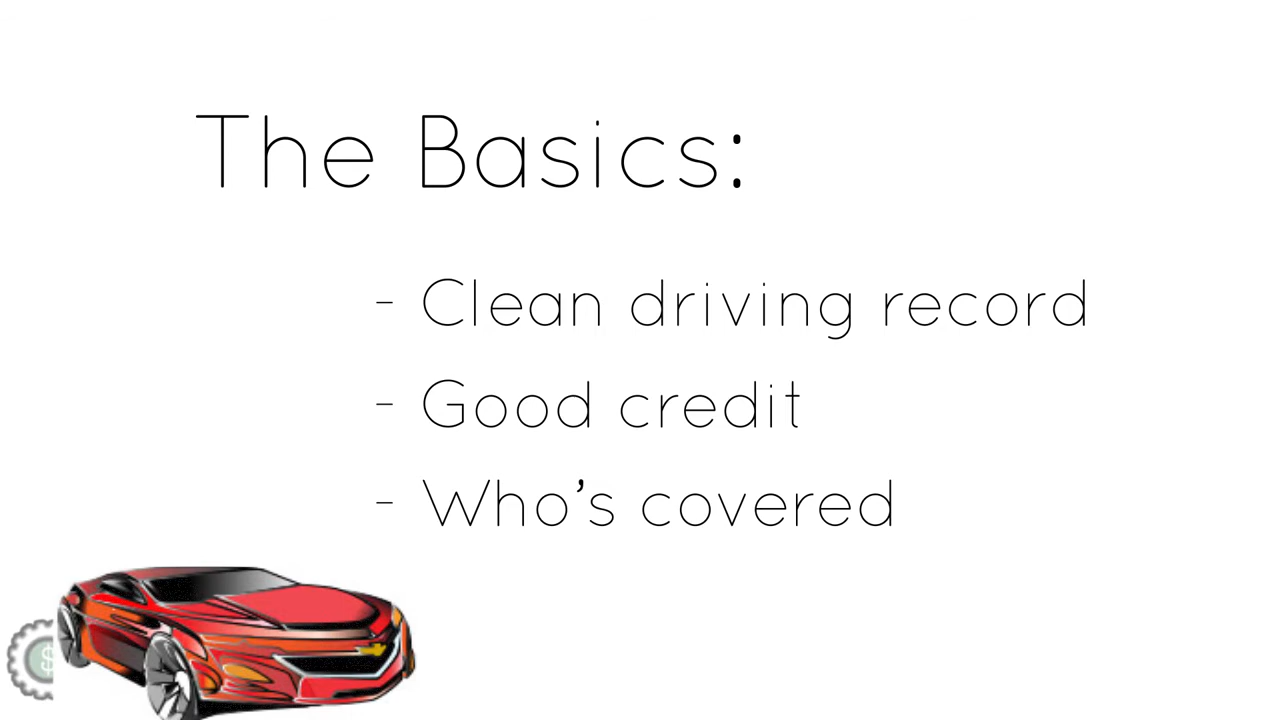 The Basics:
- Clean driving record
- Good credit
- Who’s covered